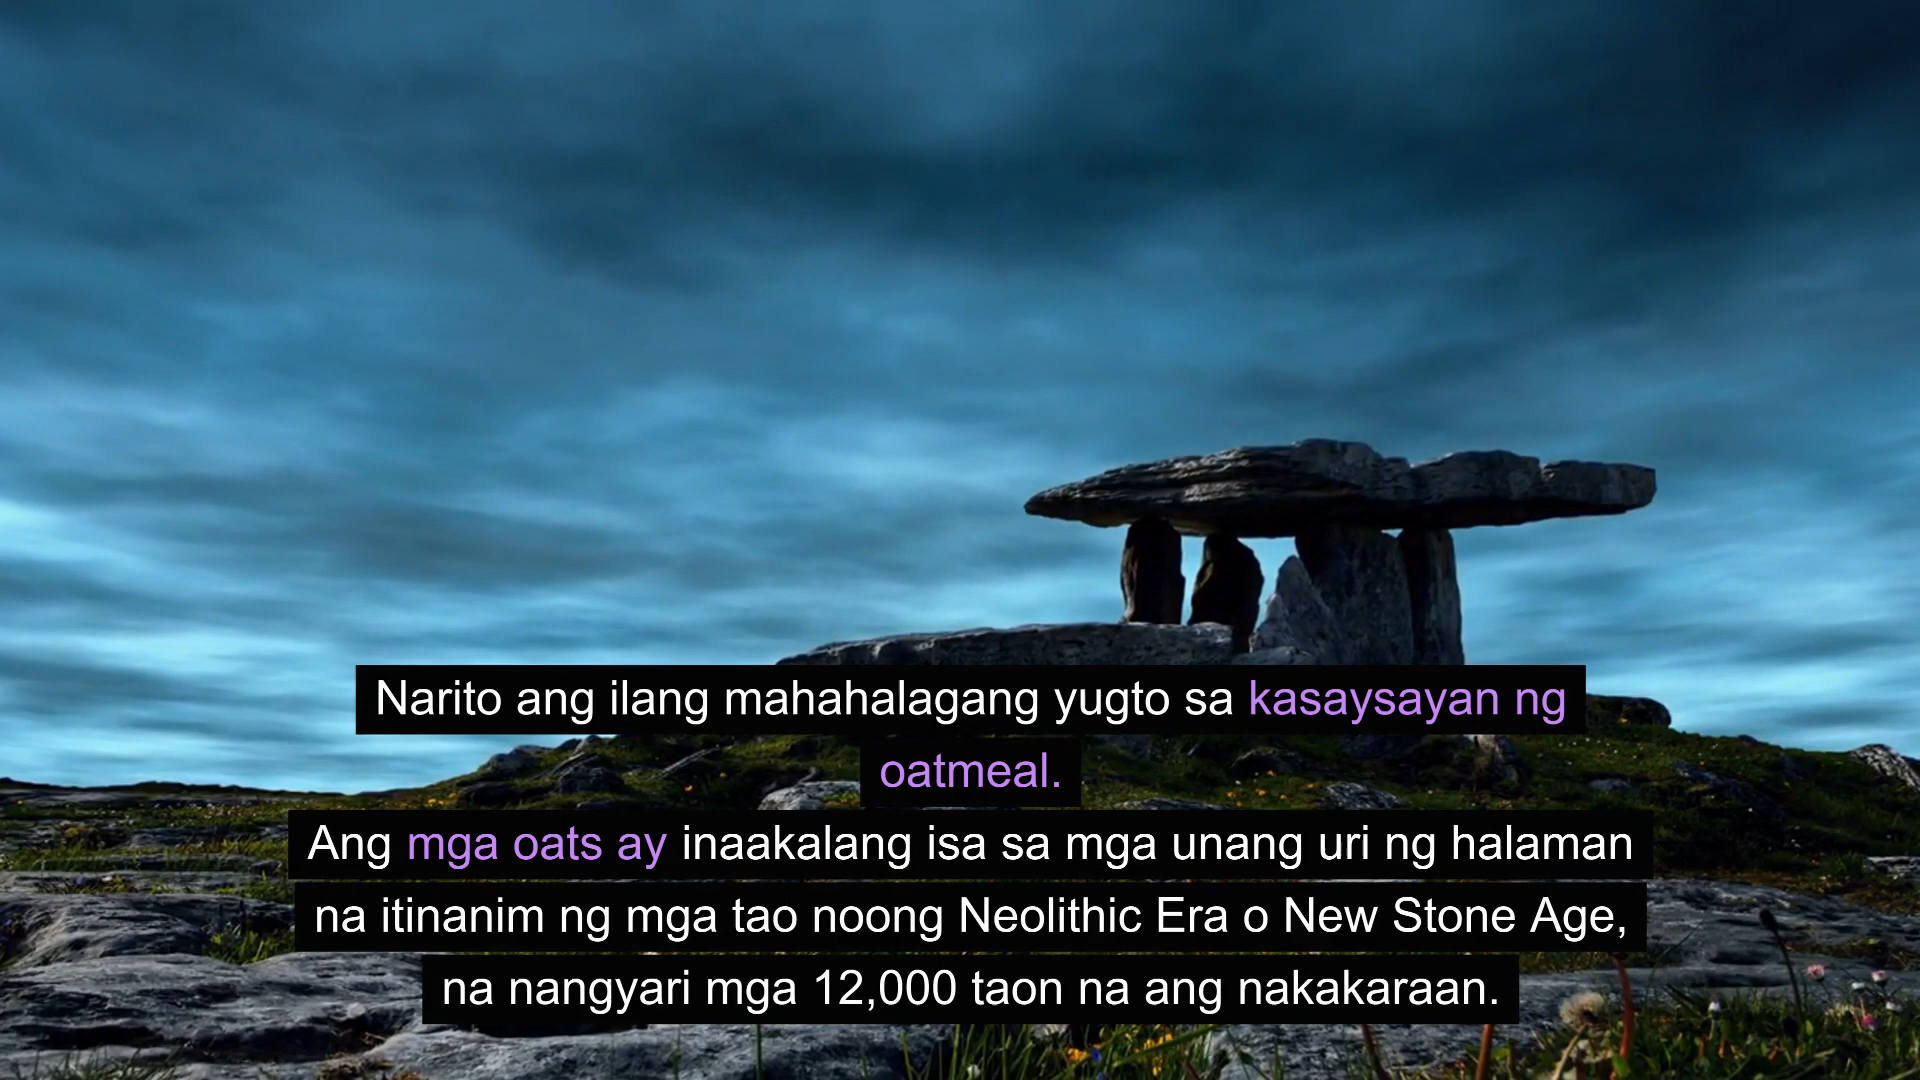 Narito ang ilang mahahalagang yugto sa kasaysayan ng
oatmeal.
Ang mga oats ay inaakalang isa sa mga unang uri ng halaman
na itinanim ng mga tao noong Neolithic Era o New Stone Age,
na nangyari mga 12,000 taon na ang nakakaraan.